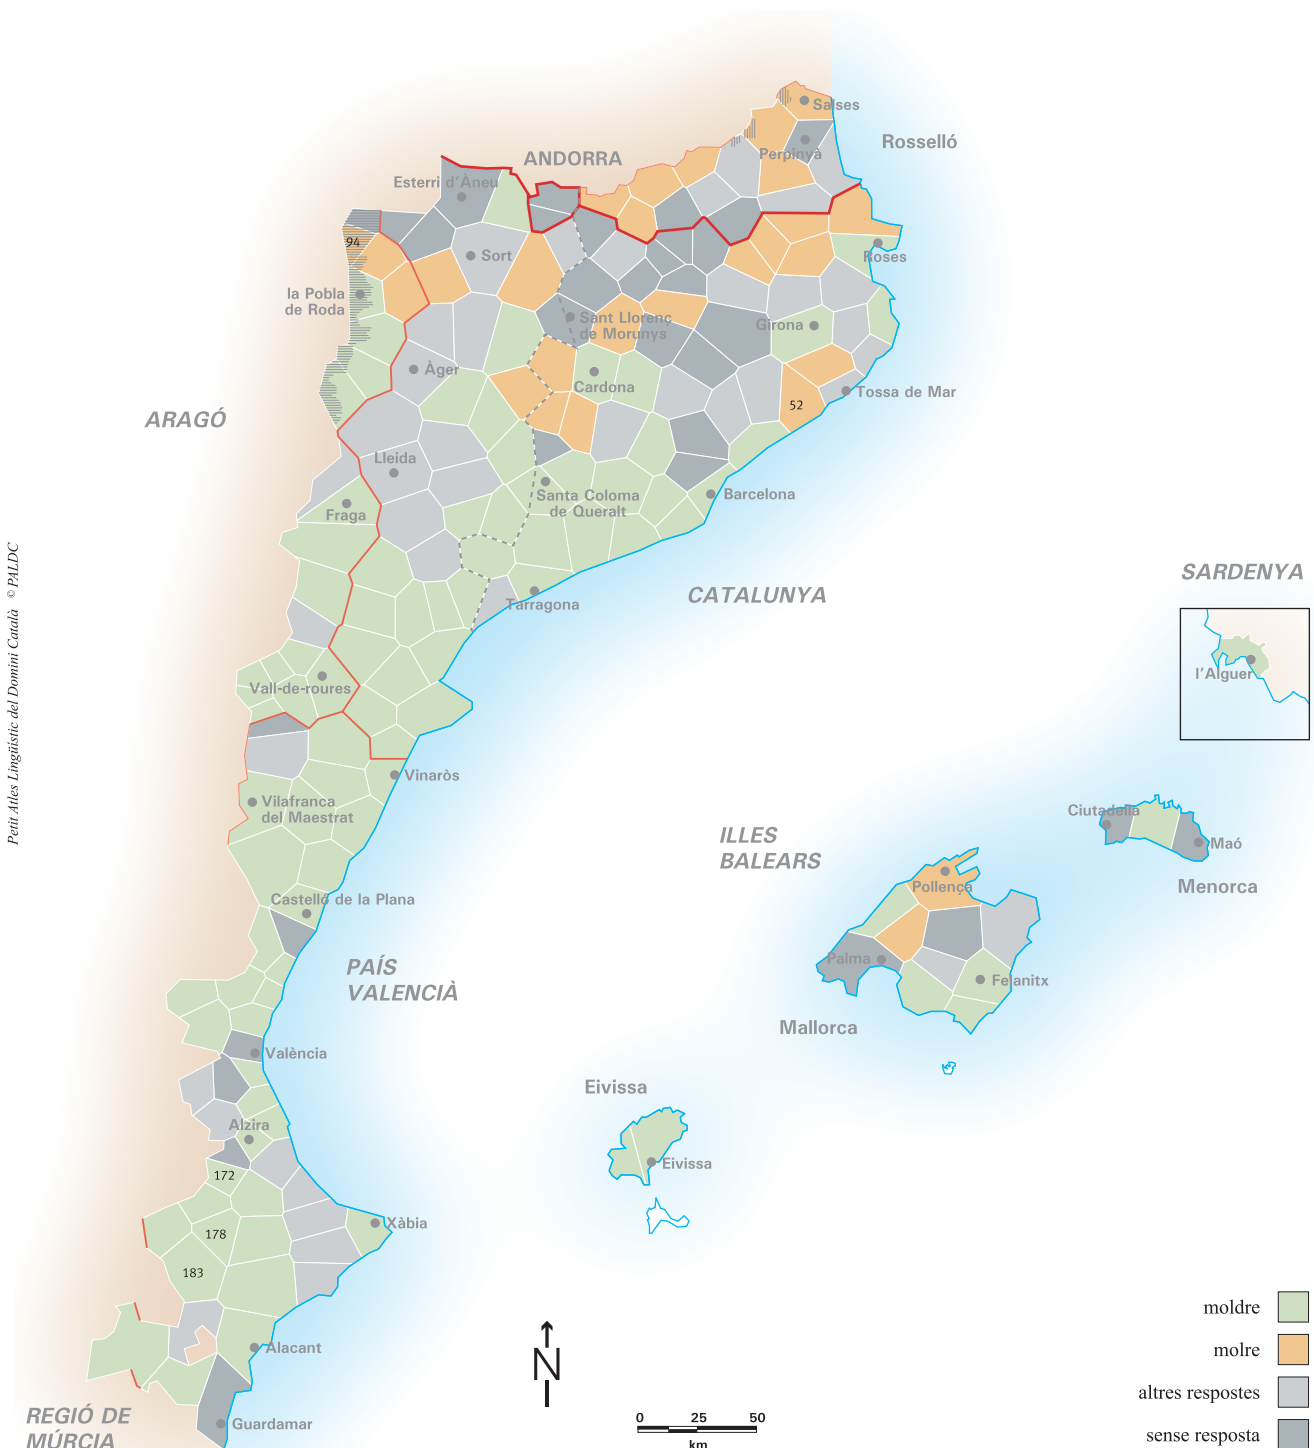 Salses
Rosselló
Perpinyà
ANDORRA
Esterri d'Àneu
94
Sort
Roses
la Pobla
de Roda
Sant Llorenç
de Morunys
Girona
Àger
Cardona
Tossa de Mar
52
ARAGÓ
Lleida
Santa Coloma
de Queralt
Barcelona
Fraga
Petit Atles Lingüístic del Domini Català © PALDC
SARDENYA
CATALUNYA
Tarragona
l'Alguer
Vall-de-roures
Vinaròs
Vilafranca
del Maestrat
Ciutadella
ILLES
BALEARS
Maó
Menorca
Pollença
Castelló de la Plana
Palma
PAÍS
VALENCIÀ
Felanitx
Mallorca
València
Eivissa
Alzira
Eivissa
172
Xàbia
178
183
moldre
Alacant
molre
N
altres respostes
REGIÓ DE
MÚRCIA
Guardamar
0 25 50
km
sense resposta